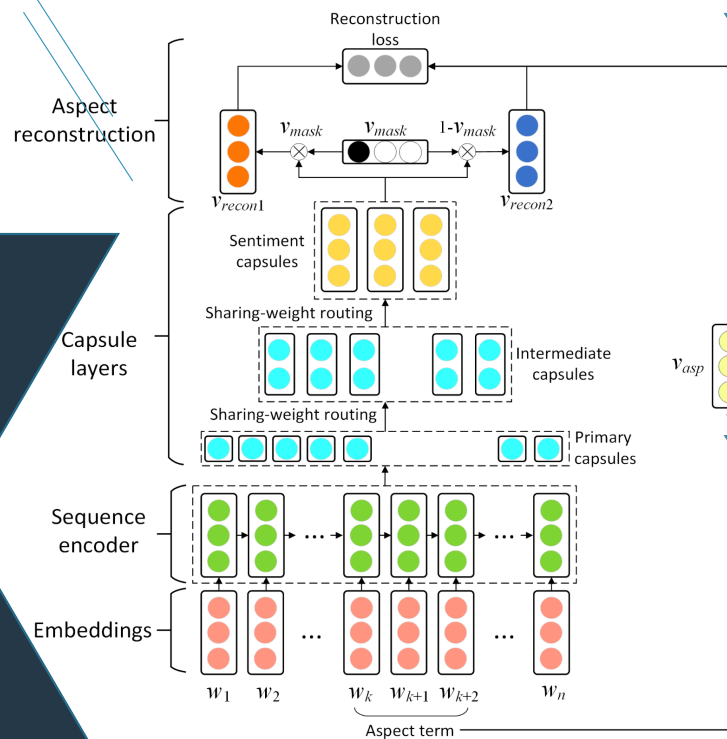 Reconstruction
loss
Aspect
reconstruction
v_mask
v_mask
1-v_mask
v_recon1
v_recon2
Sentiment
capsules
Sharing-weight routing
Capsule
layers
Intermediate
capsules
v_asp
Sharing-weight routing
Primary
capsules
Sequence
encoder
...
...
Embeddings
...
...
w_1 w_2 w_k w_k+1 w_k+2 w_n
Aspect term